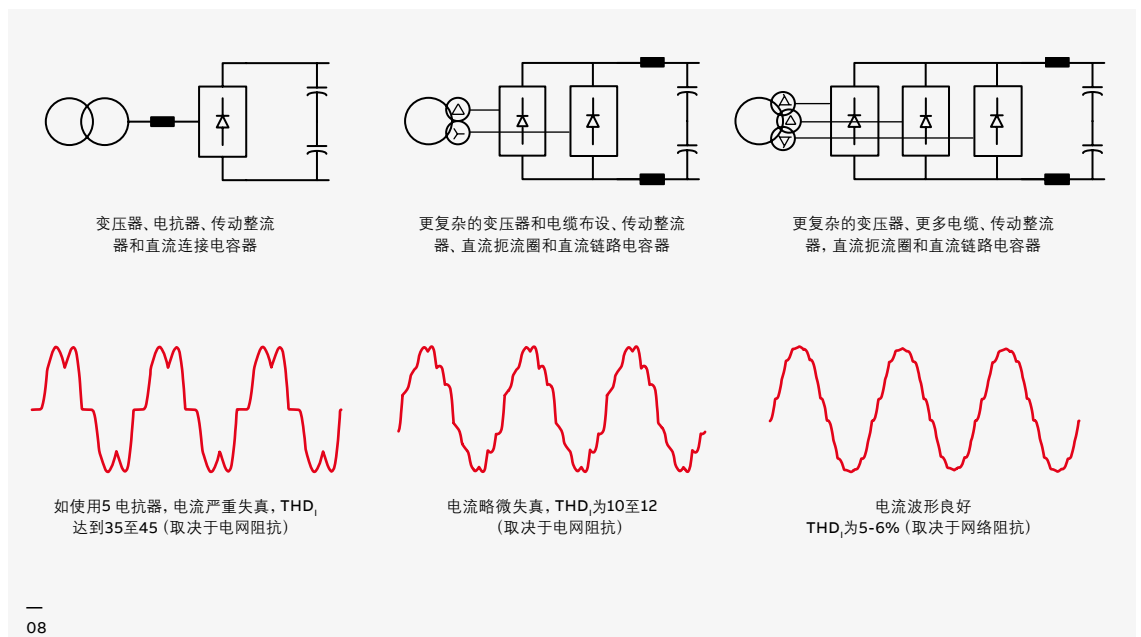 变压器、电抗器、传动整流
器和直流连接电容器
更复杂的变压器和电缆布设、传动整流
器、直流扼流圈和直流链路电容器
更复杂的变压器、更多电缆、传动整流
器，直流扼流圈和直流链路电容器
如使用5 电抗器，电流严重失真，THDI
达到35至45（取决于电网阻抗）
电流略微失真，THDI为10至12
（取决于电网阻抗）
电流波形良好
THDI为5-6%（取决于网络阻抗）
—
08